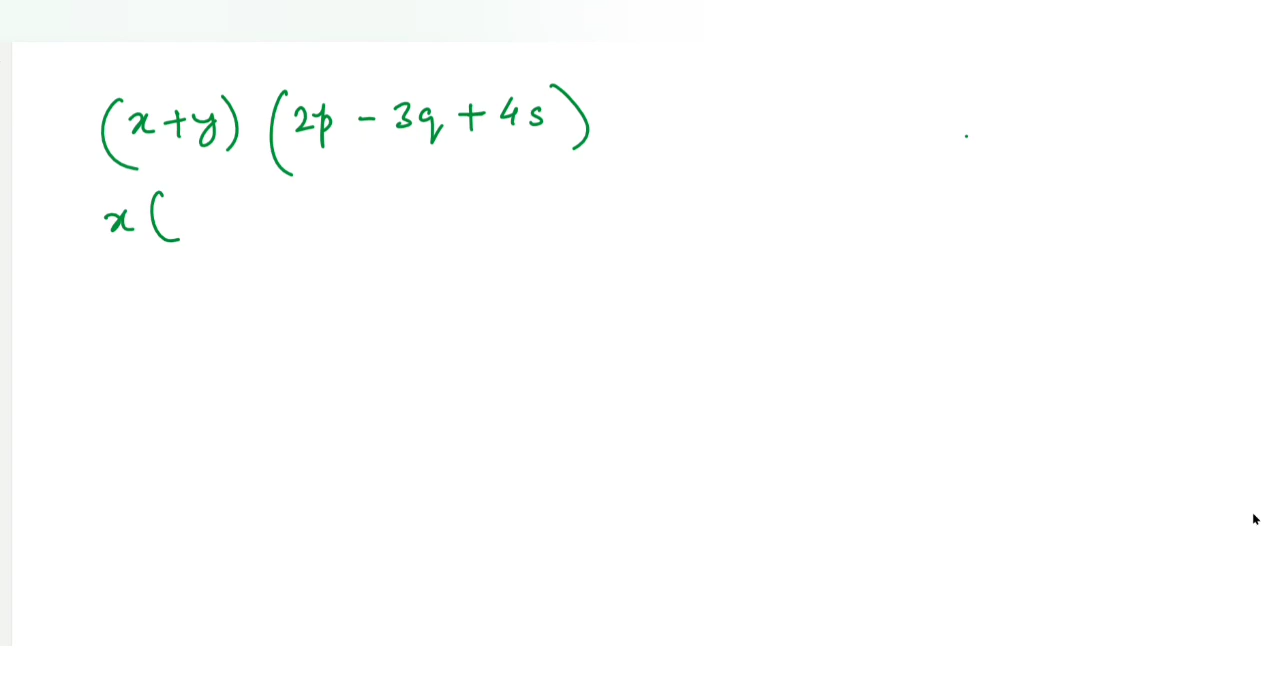 (x+y) (2p - 3q + 4s)
x (